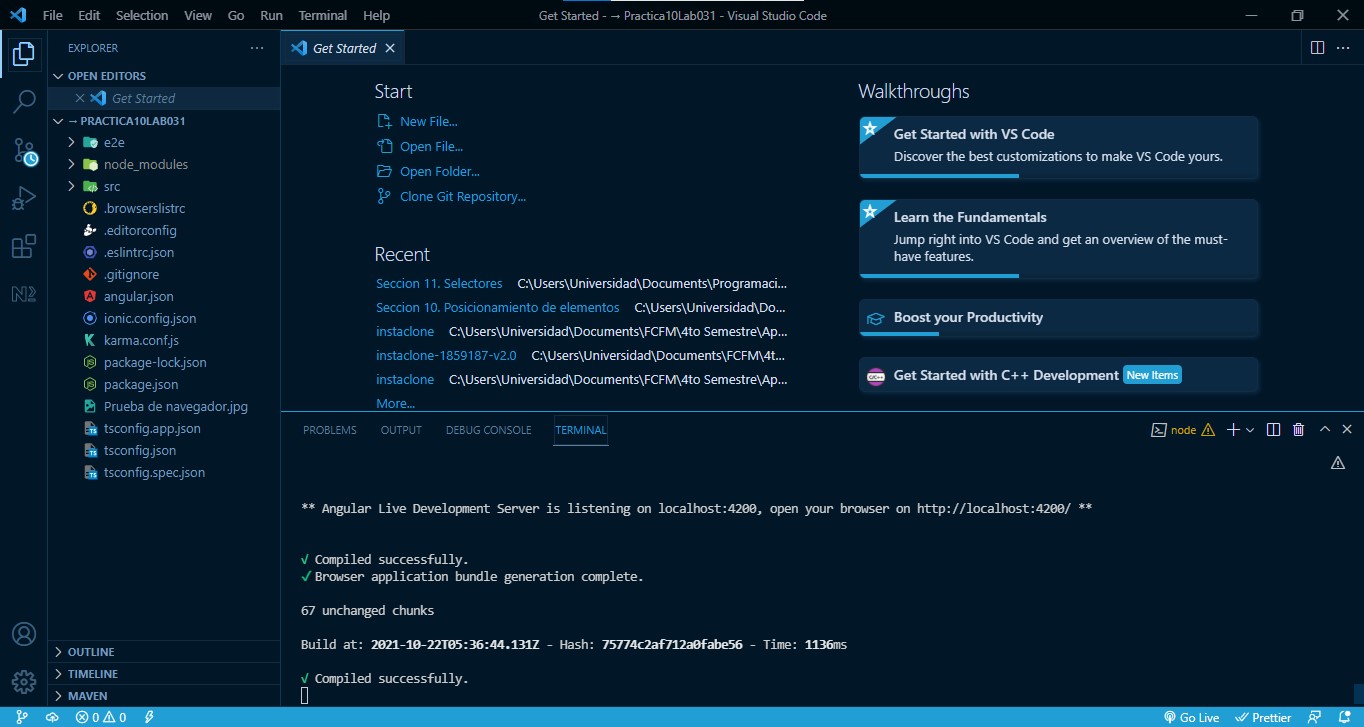 File Edit Selection View Go Run Terminal Help
Get Started - → Practica10Lab031 - Visual Studio Code
EXPLORER
OPEN EDITORS
Get Started
→ PRACTICA10LAB031
e2e
node_modules
src
.browserslistrc
.editorconfig
.eslintrc.json
.gitignore
angular.json
ionic.config.json
karma.conf.js
package-lock.json
package.json
Prueba de navegador.jpg
tsconfig.app.json
tsconfig.json
tsconfig.spec.json
OUTLINE
TIMELINE
MAVEN
Get Started
Start
New File...
Open File...
Open Folder...
Clone Git Repository...
Recent
Seccion 11. Selectores C:\Users\Universidad\Documents\Programaci...
Seccion 10. Posicionamiento de elementos C:\Users\Universidad\Do...
instaclone C:\Users\Universidad\Documents\FCFM\4to Semestre\Ap...
instaclone-1859187-v2.0 C:\Users\Universidad\Documents\FCFM\4t...
instaclone C:\Users\Universidad\Documents\FCFM\4to Semestre\Ap...
More...
Walkthroughs
Get Started with VS Code
Discover the best customizations to make VS Code yours.
Learn the Fundamentals
Jump right into VS Code and get an overview of the must-
have features.
Boost your Productivity
Get Started with C++ Development New Items
PROBLEMS OUTPUT DEBUG CONSOLE TERMINAL
node
** Angular Live Development Server is listening on localhost:4200, open your browser on http://localhost:4200/ **
√ Compiled successfully.
✓ Browser application bundle generation complete.
67 unchanged chunks
Build at: 2021-10-22T05:36:44.131Z - Hash: 75774c2af712a0fabe56 - Time: 1136ms
√ Compiled successfully.
0 0
Go Live Prettier